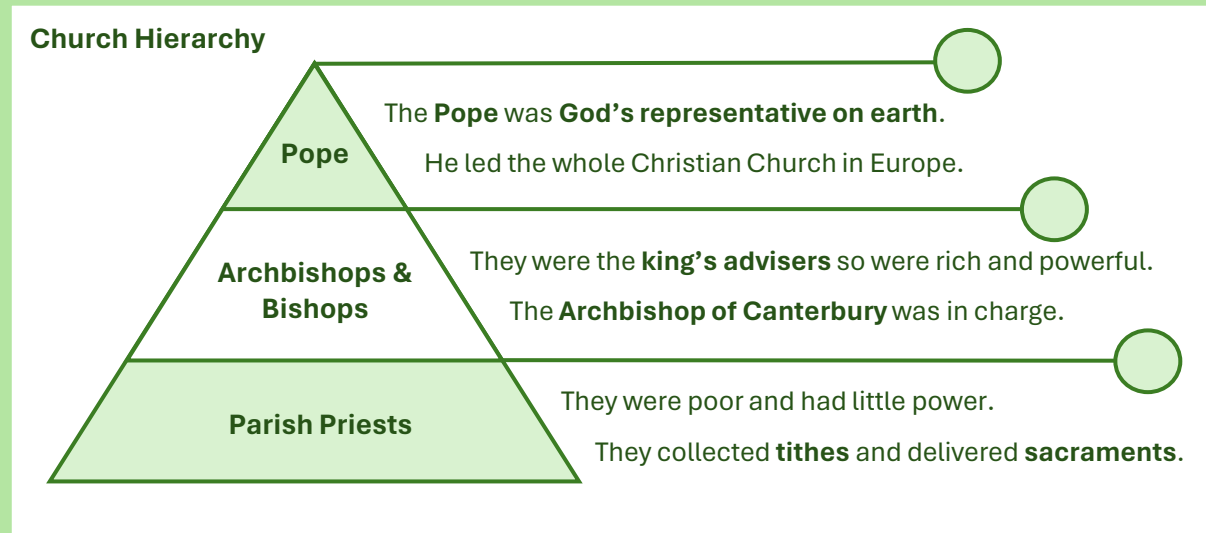 Church Hierarchy
Pope
The Pope was God’s representative on earth.
He led the whole Christian Church in Europe.
Archbishops &
Bishops
They were the king’s advisers so were rich and powerful.
The Archbishop of Canterbury was in charge.
Parish Priests
They were poor and had little power.
They collected tithes and delivered sacraments.